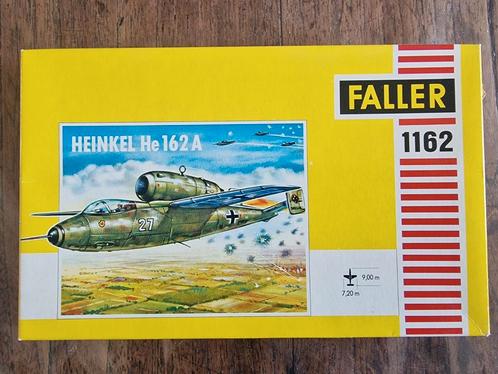 FALLER
1162
HEINKEL He 162 A
27
9,00 m
7,20 m